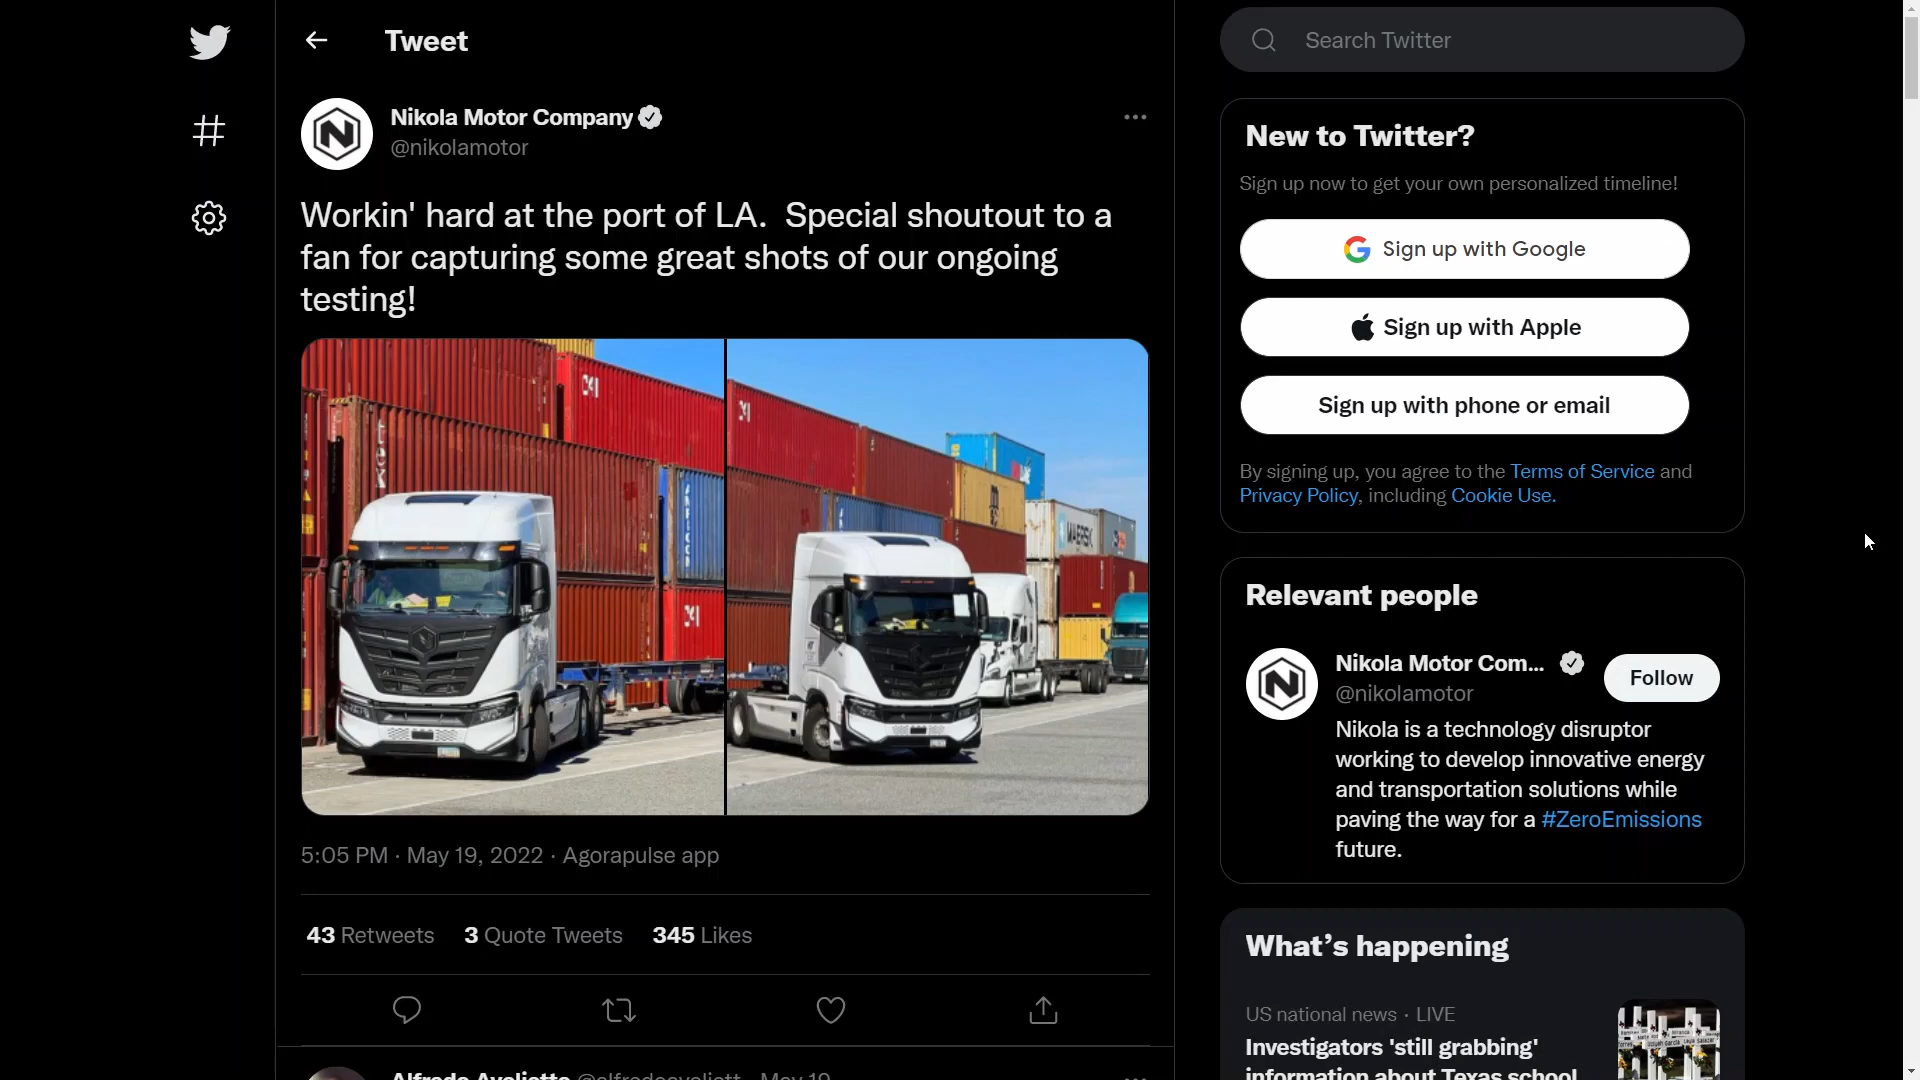 Tweet
Search Twitter
Nikola Motor Company
@nikolamotor
Workin' hard at the port of LA.  Special shoutout to a
fan for capturing some great shots of our ongoing
testing!
MAERSK
5:05 PM · May 19, 2022 · Agorapulse app
43 Retweets 3 Quote Tweets 345 Likes
New to Twitter?
Sign up now to get your own personalized timeline!
Sign up with Google
Sign up with Apple
Sign up with phone or email
By signing up, you agree to the Terms of Service and
Privacy Policy, including Cookie Use.
Relevant people
Nikola Motor Com...
@nikolamotor
Follow
Nikola is a technology disruptor
working to develop innovative energy
and transportation solutions while
paving the way for a #ZeroEmissions
future.
What's happening
US national news · LIVE
Investigators 'still grabbing'
information about Texas school